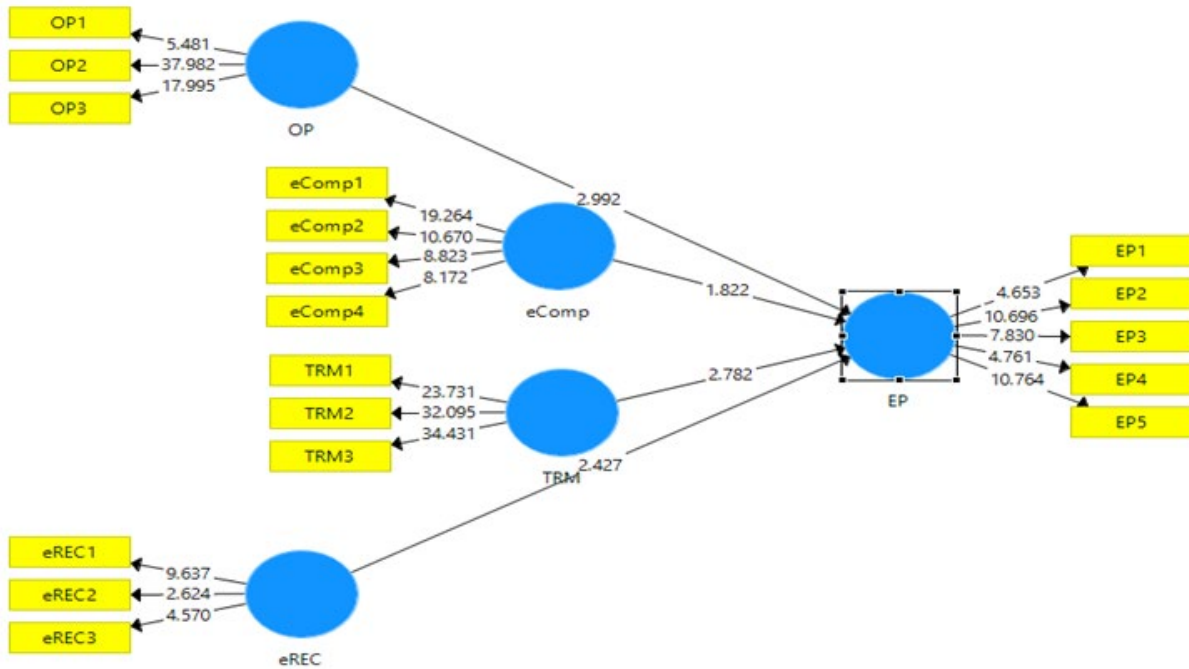 OP1
5.481
OP2
37.982
OP3
17.995
OP
2.992
eComp1
19.264
eComp2
10.670
eComp3
8.823
eComp4
8.172
eComp
1.822
EP1
4.653
EP2
10.696
EP3
7.830
EP4
4.761
EP5
10.764
EP
TRM1
23.731
TRM2
32.095
TRM3
34.431
TRM
2.782
2.427
eREC1
9.637
eREC2
2.624
eREC3
4.570
eREC